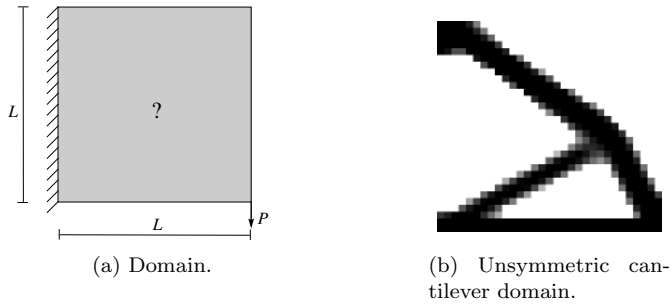 L
?
L
P
(a) Domain.
(b) Unsymmetric can-
tilever domain.